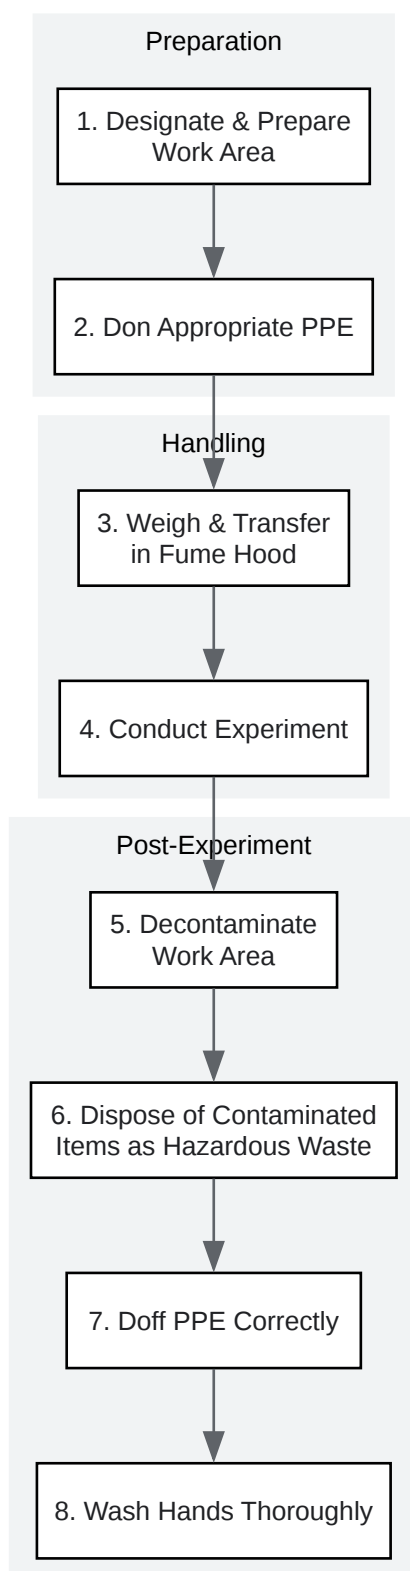 Preparation
1. Designate & Prepare
Work Area
2. Don Appropriate PPE
Handling
3. Weigh & Transfer
in Fume Hood
4. Conduct Experiment
Post-Experiment
5. Decontaminate
Work Area
6. Dispose of Contaminated
Items as Hazardous Waste
7. Doff PPE Correctly
8. Wash Hands Thoroughly